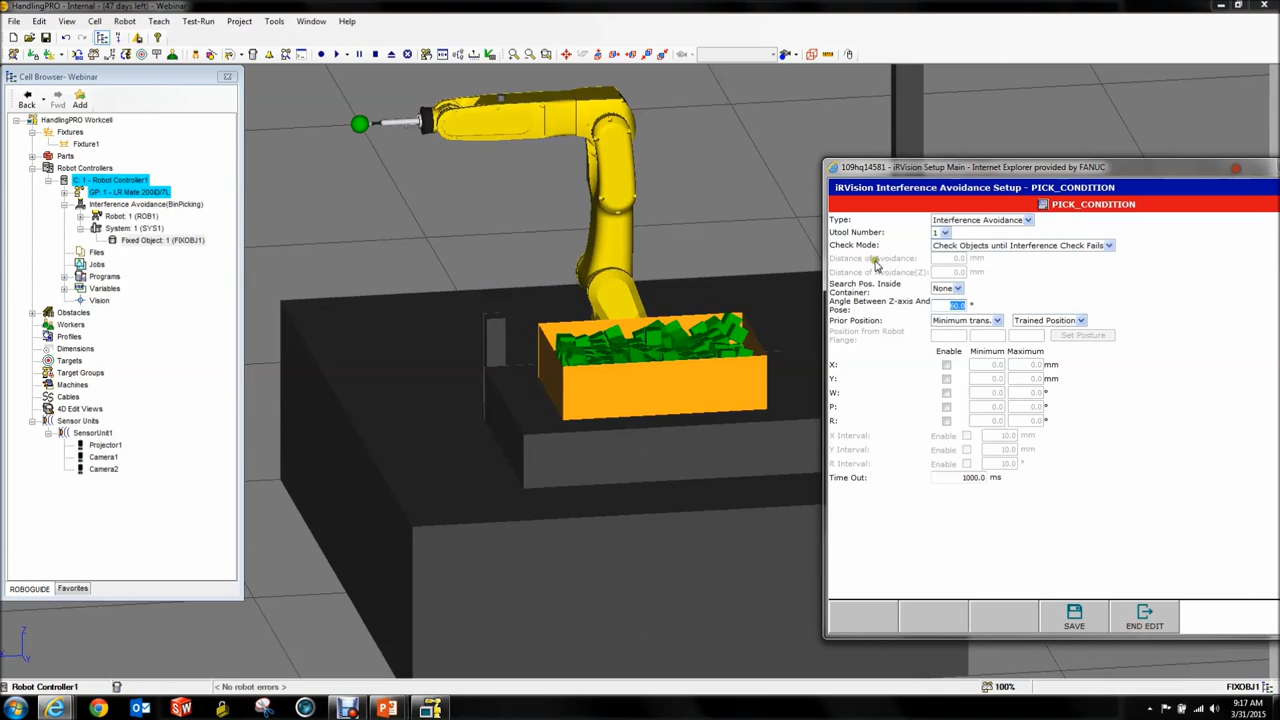 HandlingPRO - Internal - (47 days left) - Webinar
File Edit View Cell Robot Teach Test-Run Project Tools Window Help
Cell Browser- Webinar
Back Fwd Add
HandlingPRO Workcell
Fixtures
Fixture1
Parts
Robot Controllers
C: 1 - Robot Controller1
GP: 1 - LR Mate 200iD/7L
Interference Avoidance(BinPicking)
Robot: 1 (ROB1)
System: 1 (SYS1)
Fixed Object: 1 (FIXOBJ1)
Files
Jobs
Programs
Variables
Vision
Obstacles
Workers
Profiles
Dimensions
Targets
Target Groups
Machines
Cables
4D Edit Views
Sensor Units
SensorUnit1
Projector1
Camera1
Camera2
ROBOGUIDE Favorites
109hq14581 - iRVision Setup Main - Internet Explorer provided by FANUC
iRVision Interference Avoidance Setup - PICK_CONDITION
PICK_CONDITION
Type: Interference Avoidance
Utool Number: 1
Check Mode: Check Objects until Interference Check Fails
Distance of Avoidance: 0.0 mm
Distance of Avoidance(Z): 0.0 mm
Search Pos. Inside
Container: None
Angle Between Z-axis And
Pose: 60.0 °
Prior Position: Minimum trans. Trained Position
Position from Robot
Flange: Set Posture
Enable Minimum Maximum
X: 0.0 0.0 mm
Y: 0.0 0.0 mm
W: 0.0 0.0 °
P: 0.0 0.0 °
R: 0.0 0.0 °
X Interval: Enable 10.0 mm
Y Interval: Enable 10.0 mm
R Interval: Enable 10.0 °
Time Out: 1000.0 ms
SAVE END EDIT
Z
Y
Robot Controller1 < No robot errors > 100% FIXOBJ1
9:17 AM
3/31/2015